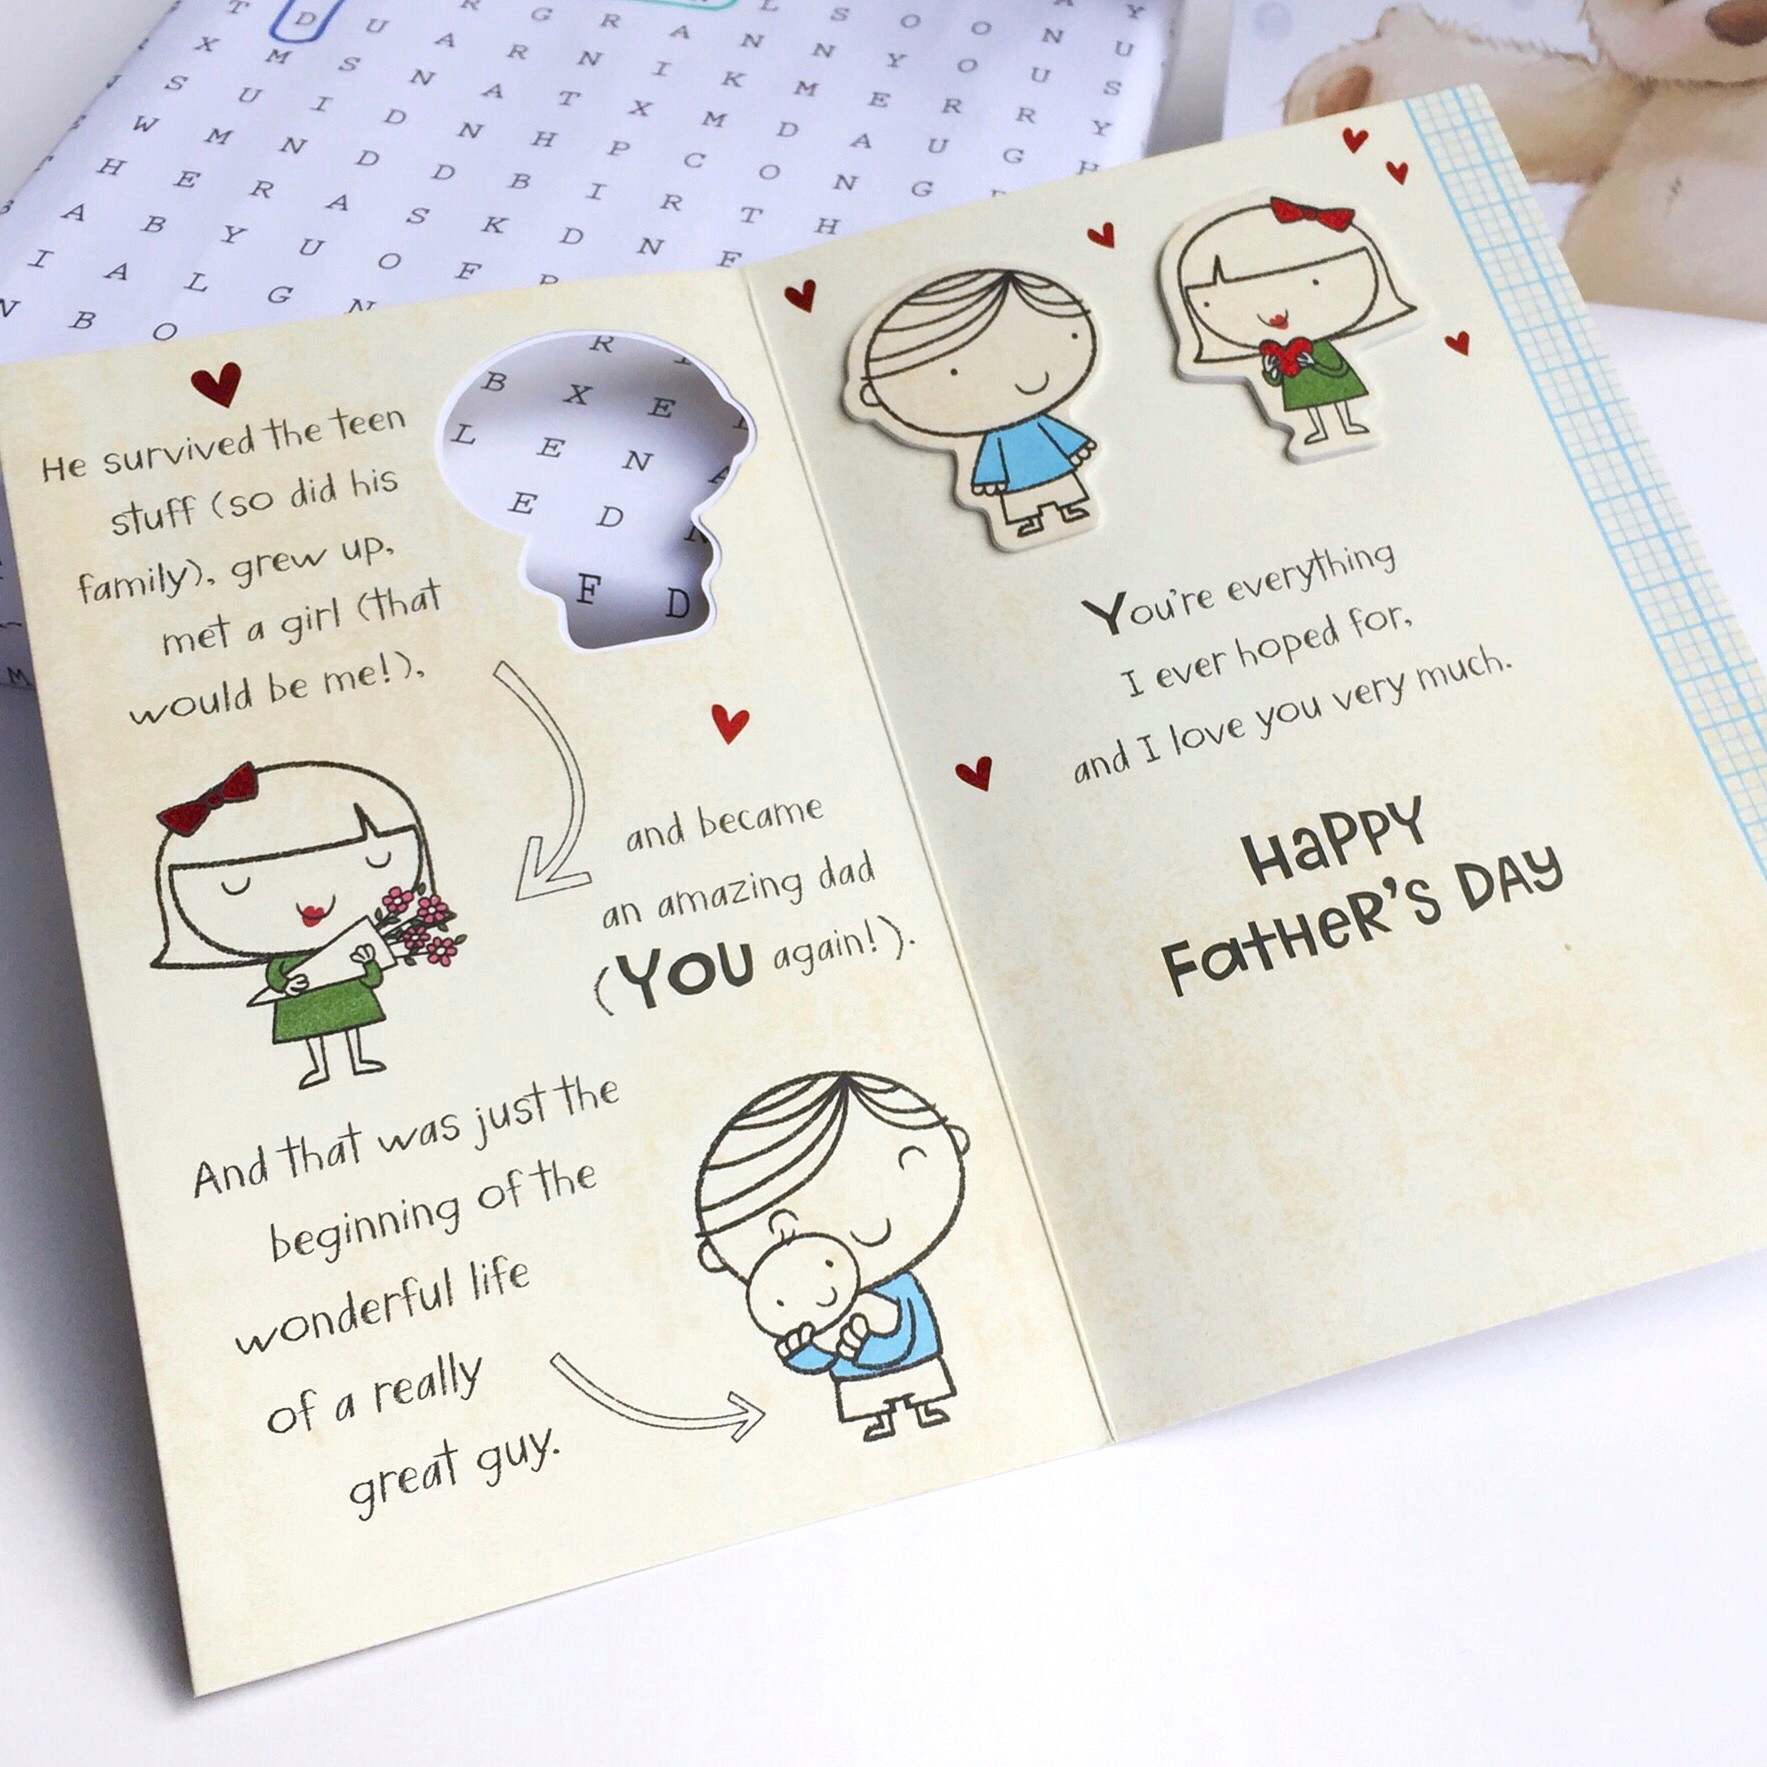 He survived the teen
stuff (so did his
family), grew up,
met a girl (that
would be me!),
and became
an amazing dad
(YOU again!).
And that was just the
beginning of the
wonderful life
of a really
great guy.
You're everything
I ever hoped for,
and I love you very much.
Happy
Father's Day
T D U A R N I K M E R R Y
X M S N A T X M D A U G H
S U I D N H P C O N G
W M N D D B I R T H
H E R A S K D N E
A B Y U O F
I A L G N
B O
R
B X E
L E N
E D
F D